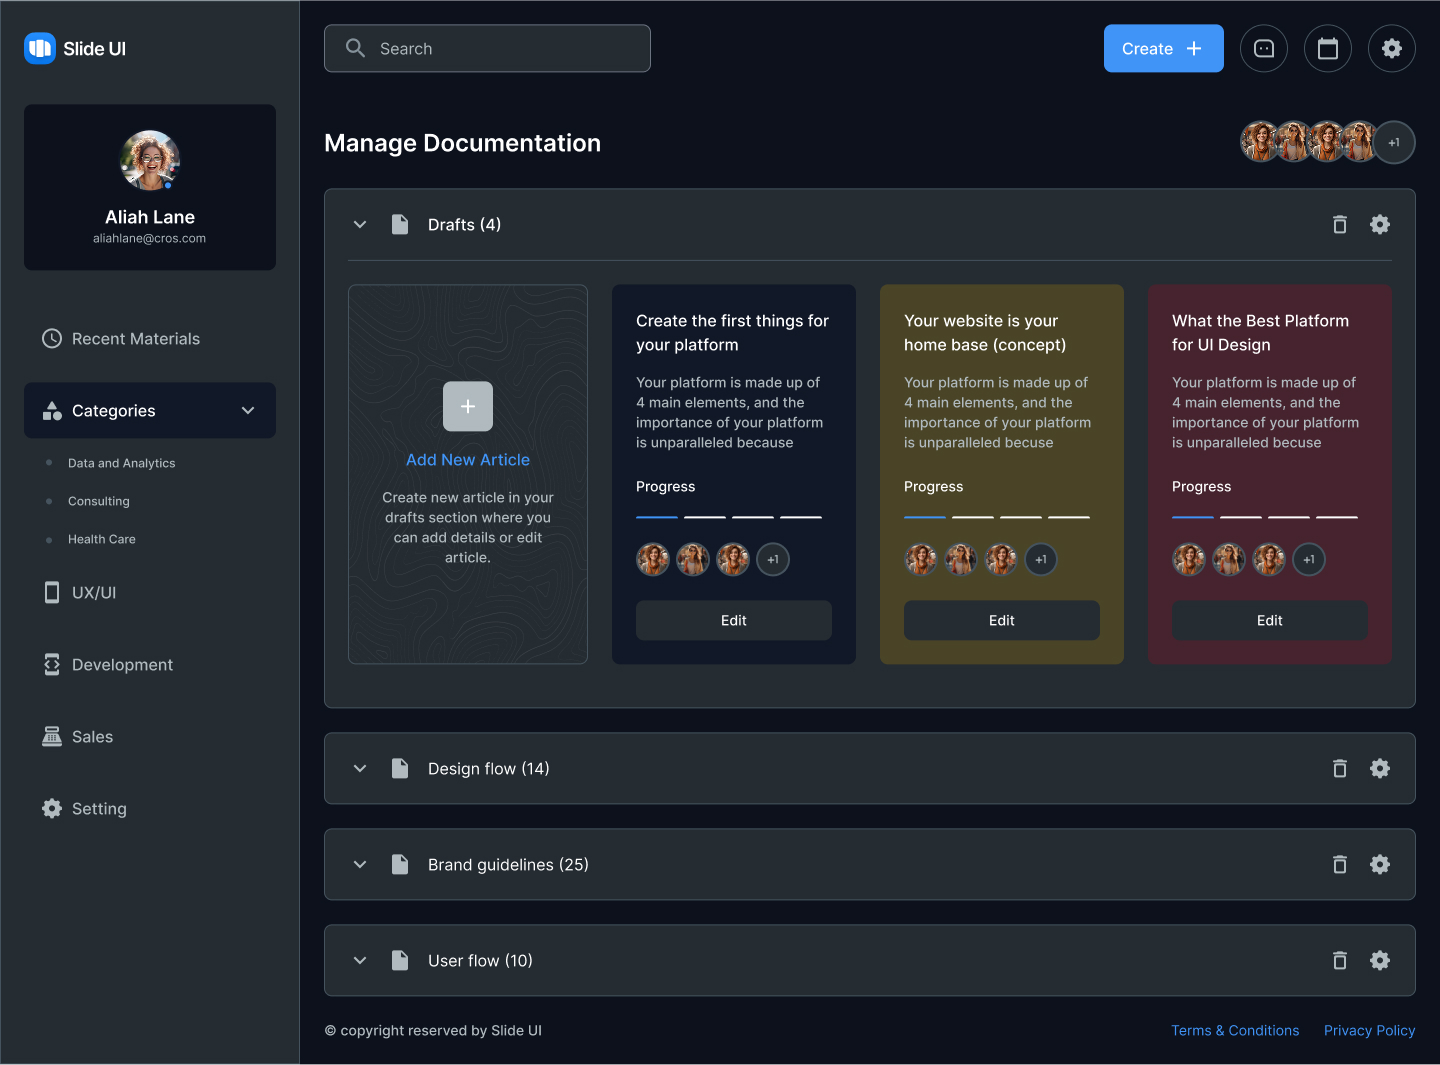 Slide UI
Aliah Lane
aliahlane@cros.com
Recent Materials
Categories
Data and Analytics
Consulting
Health Care
UX/UI
Development
Sales
Setting
Search
Create
Manage Documentation
+1
Drafts (4)
Add New Article
Create new article in your
drafts section where you
can add details or edit
article.
Create the first things for
your platform
Your platform is made up of
4 main elements, and the
importance of your platform
is unparalleled because
Progress
+1
Edit
Your website is your
home base (concept)
Your platform is made up of
4 main elements, and the
importance of your platform
is unparalleled becuse
Progress
+1
Edit
What the Best Platform
for UI Design
Your platform is made up of
4 main elements, and the
importance of your platform
is unparalleled becuse
Progress
+1
Edit
Design flow (14)
Brand guidelines (25)
User flow (10)
© copyright reserved by Slide UI
Terms & Conditions
Privacy Policy